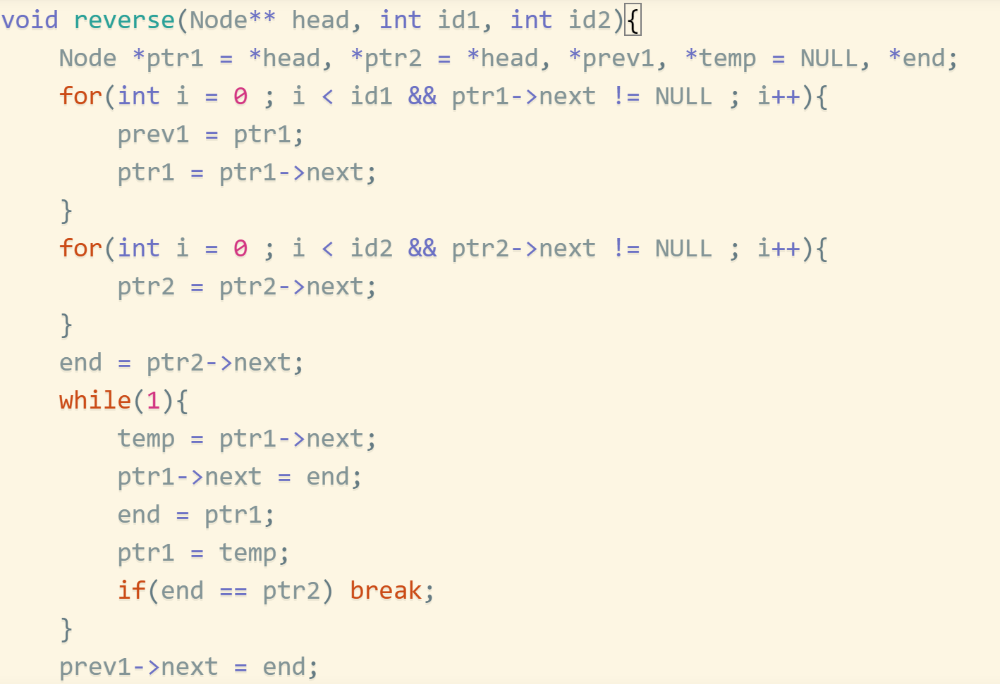 void reverse(Node** head, int id1, int id2){
    Node *ptr1 = *head, *ptr2 = *head, *prev1, *temp = NULL, *end;
    for(int i = 0 ; i < id1 && ptr1->next != NULL ; i++){
        prev1 = ptr1;
        ptr1 = ptr1->next;
    }
    for(int i = 0 ; i < id2 && ptr2->next != NULL ; i++){
        ptr2 = ptr2->next;
    }
    end = ptr2->next;
    while(1){
        temp = ptr1->next;
        ptr1->next = end;
        end = ptr1;
        ptr1 = temp;
        if(end == ptr2) break;
    }
    prev1->next = end;